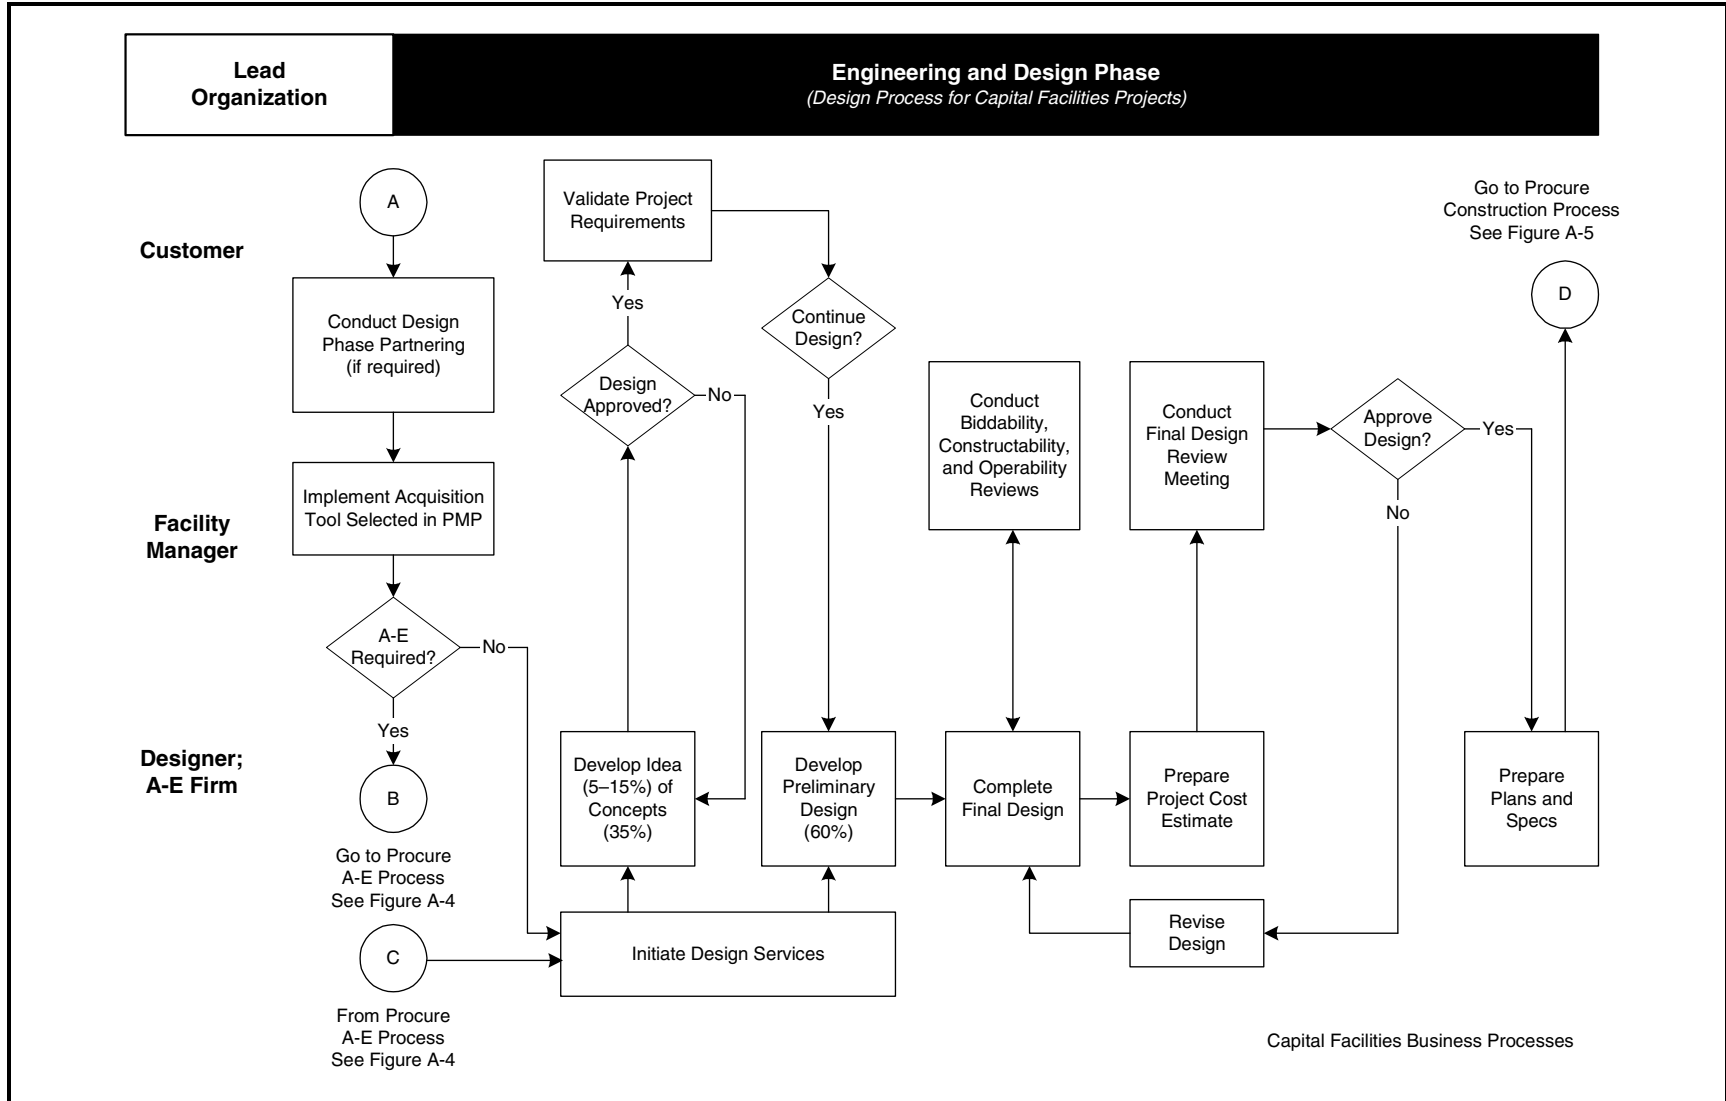 Lead
Organization
Engineering and Design Phase
(Design Process for Capital Facilities Projects)
Customer
Facility
Manager
Designer;
A-E Firm
A
Conduct Design
Phase Partnering
(if required)
Implement Acquisition
Tool Selected in PMP
A-E
Required?
No
Yes
B
Go to Procure
A-E Process
See Figure A-4
C
From Procure
A-E Process
See Figure A-4
Initiate Design Services
Develop Idea
(5–15%) of
Concepts
(35%)
Design
Approved?
No
Yes
Validate Project
Requirements
Continue
Design?
Yes
Develop
Preliminary
Design
(60%)
Complete
Final Design
Conduct
Biddability,
Constructability,
and Operability
Reviews
Prepare
Project Cost
Estimate
Conduct
Final Design
Review
Meeting
Approve
Design?
Yes
No
Revise
Design
Prepare
Plans and
Specs
D
Go to Procure
Construction Process
See Figure A-5
Capital Facilities Business Processes